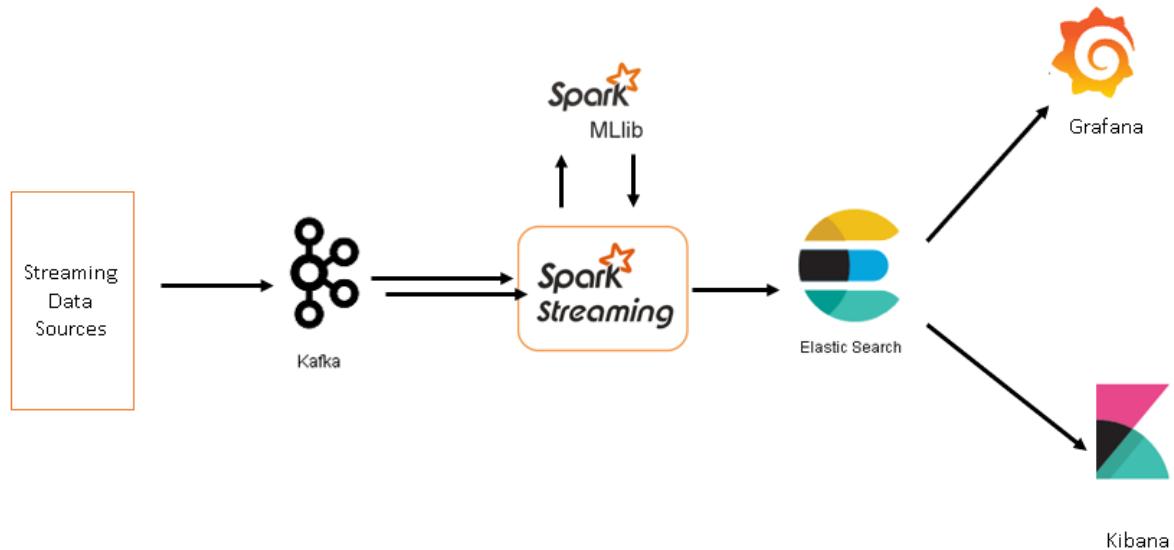 Streaming
Data
Sources
Kafka
Spark
MLlib
Spark
Streaming
Elastic Search
Grafana
Kibana